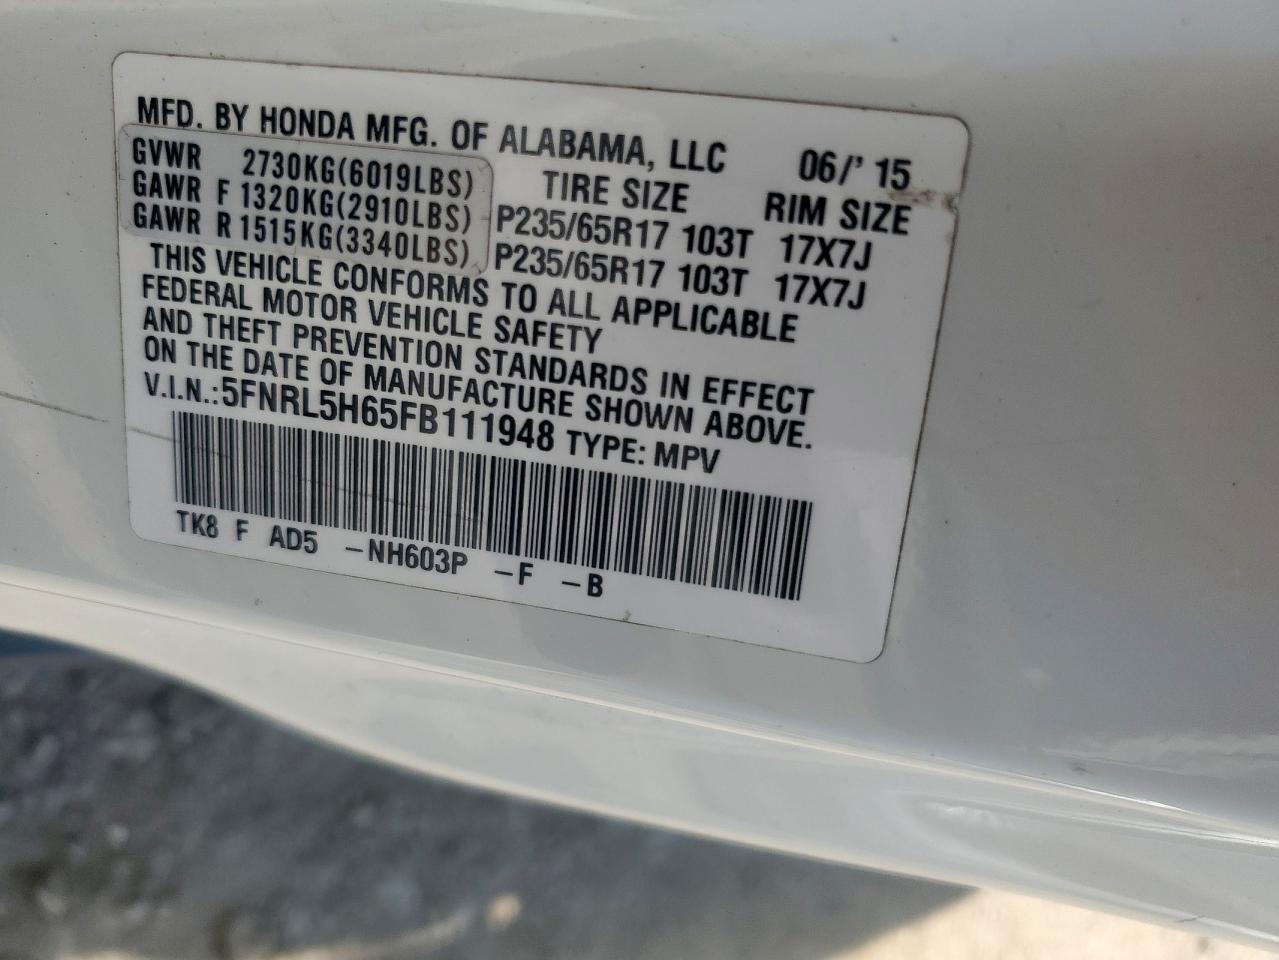 MFD. BY HONDA MFG. OF ALABAMA, LLC 06/' 15
GVWR 2730KG(6019LBS) TIRE SIZE RIM SIZE
GAWR F 1320KG(2910LBS) P235/65R17 103T 17X7J
GAWR R 1515KG(3340LBS) P235/65R17 103T 17X7J
THIS VEHICLE CONFORMS TO ALL APPLICABLE
FEDERAL MOTOR VEHICLE SAFETY
AND THEFT PREVENTION STANDARDS IN EFFECT
ON THE DATE OF MANUFACTURE SHOWN ABOVE.
V.I.N.:5FNRL5H65FB111948 TYPE: MPV
TK8 F AD5 -NH603P -F -B